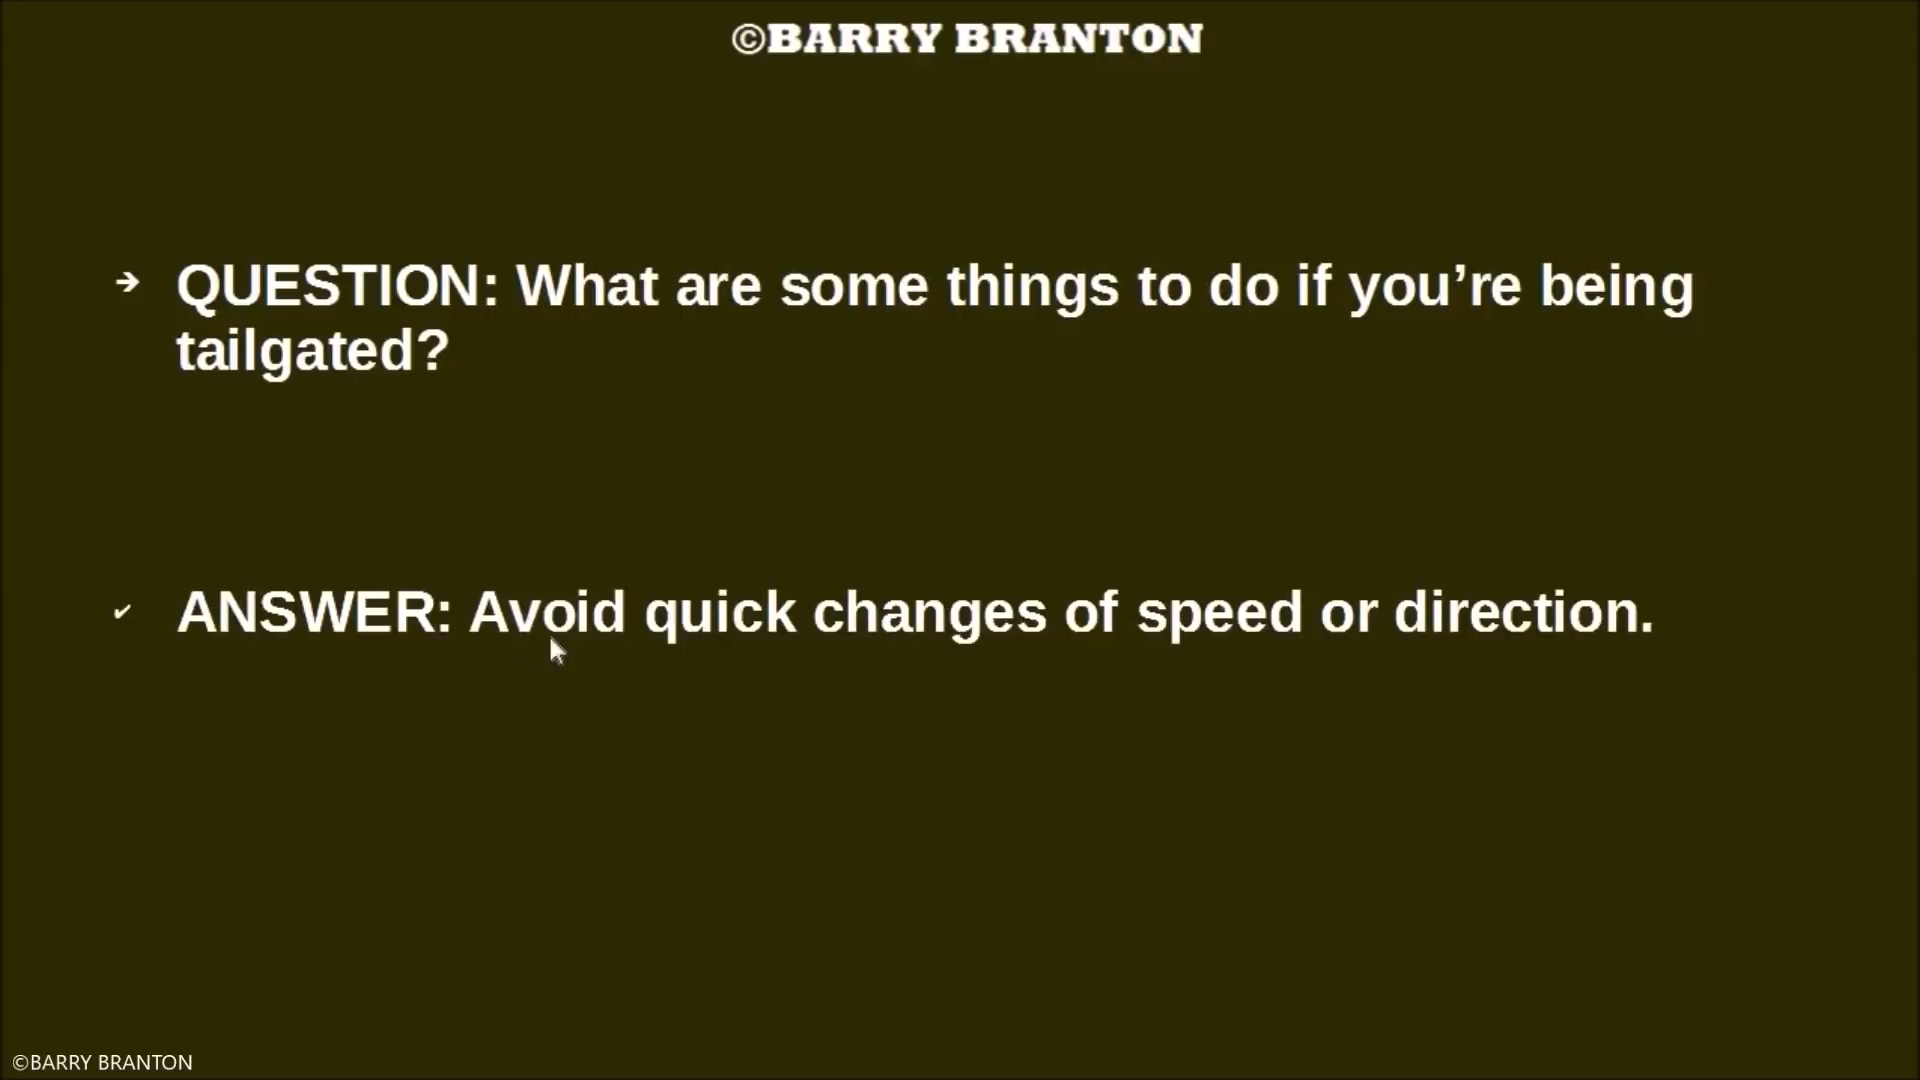 ©BARRY BRANTON
➔ QUESTION: What are some things to do if you’re being
tailgated?
✔ ANSWER: Avoid quick changes of speed or direction.
©BARRY BRANTON